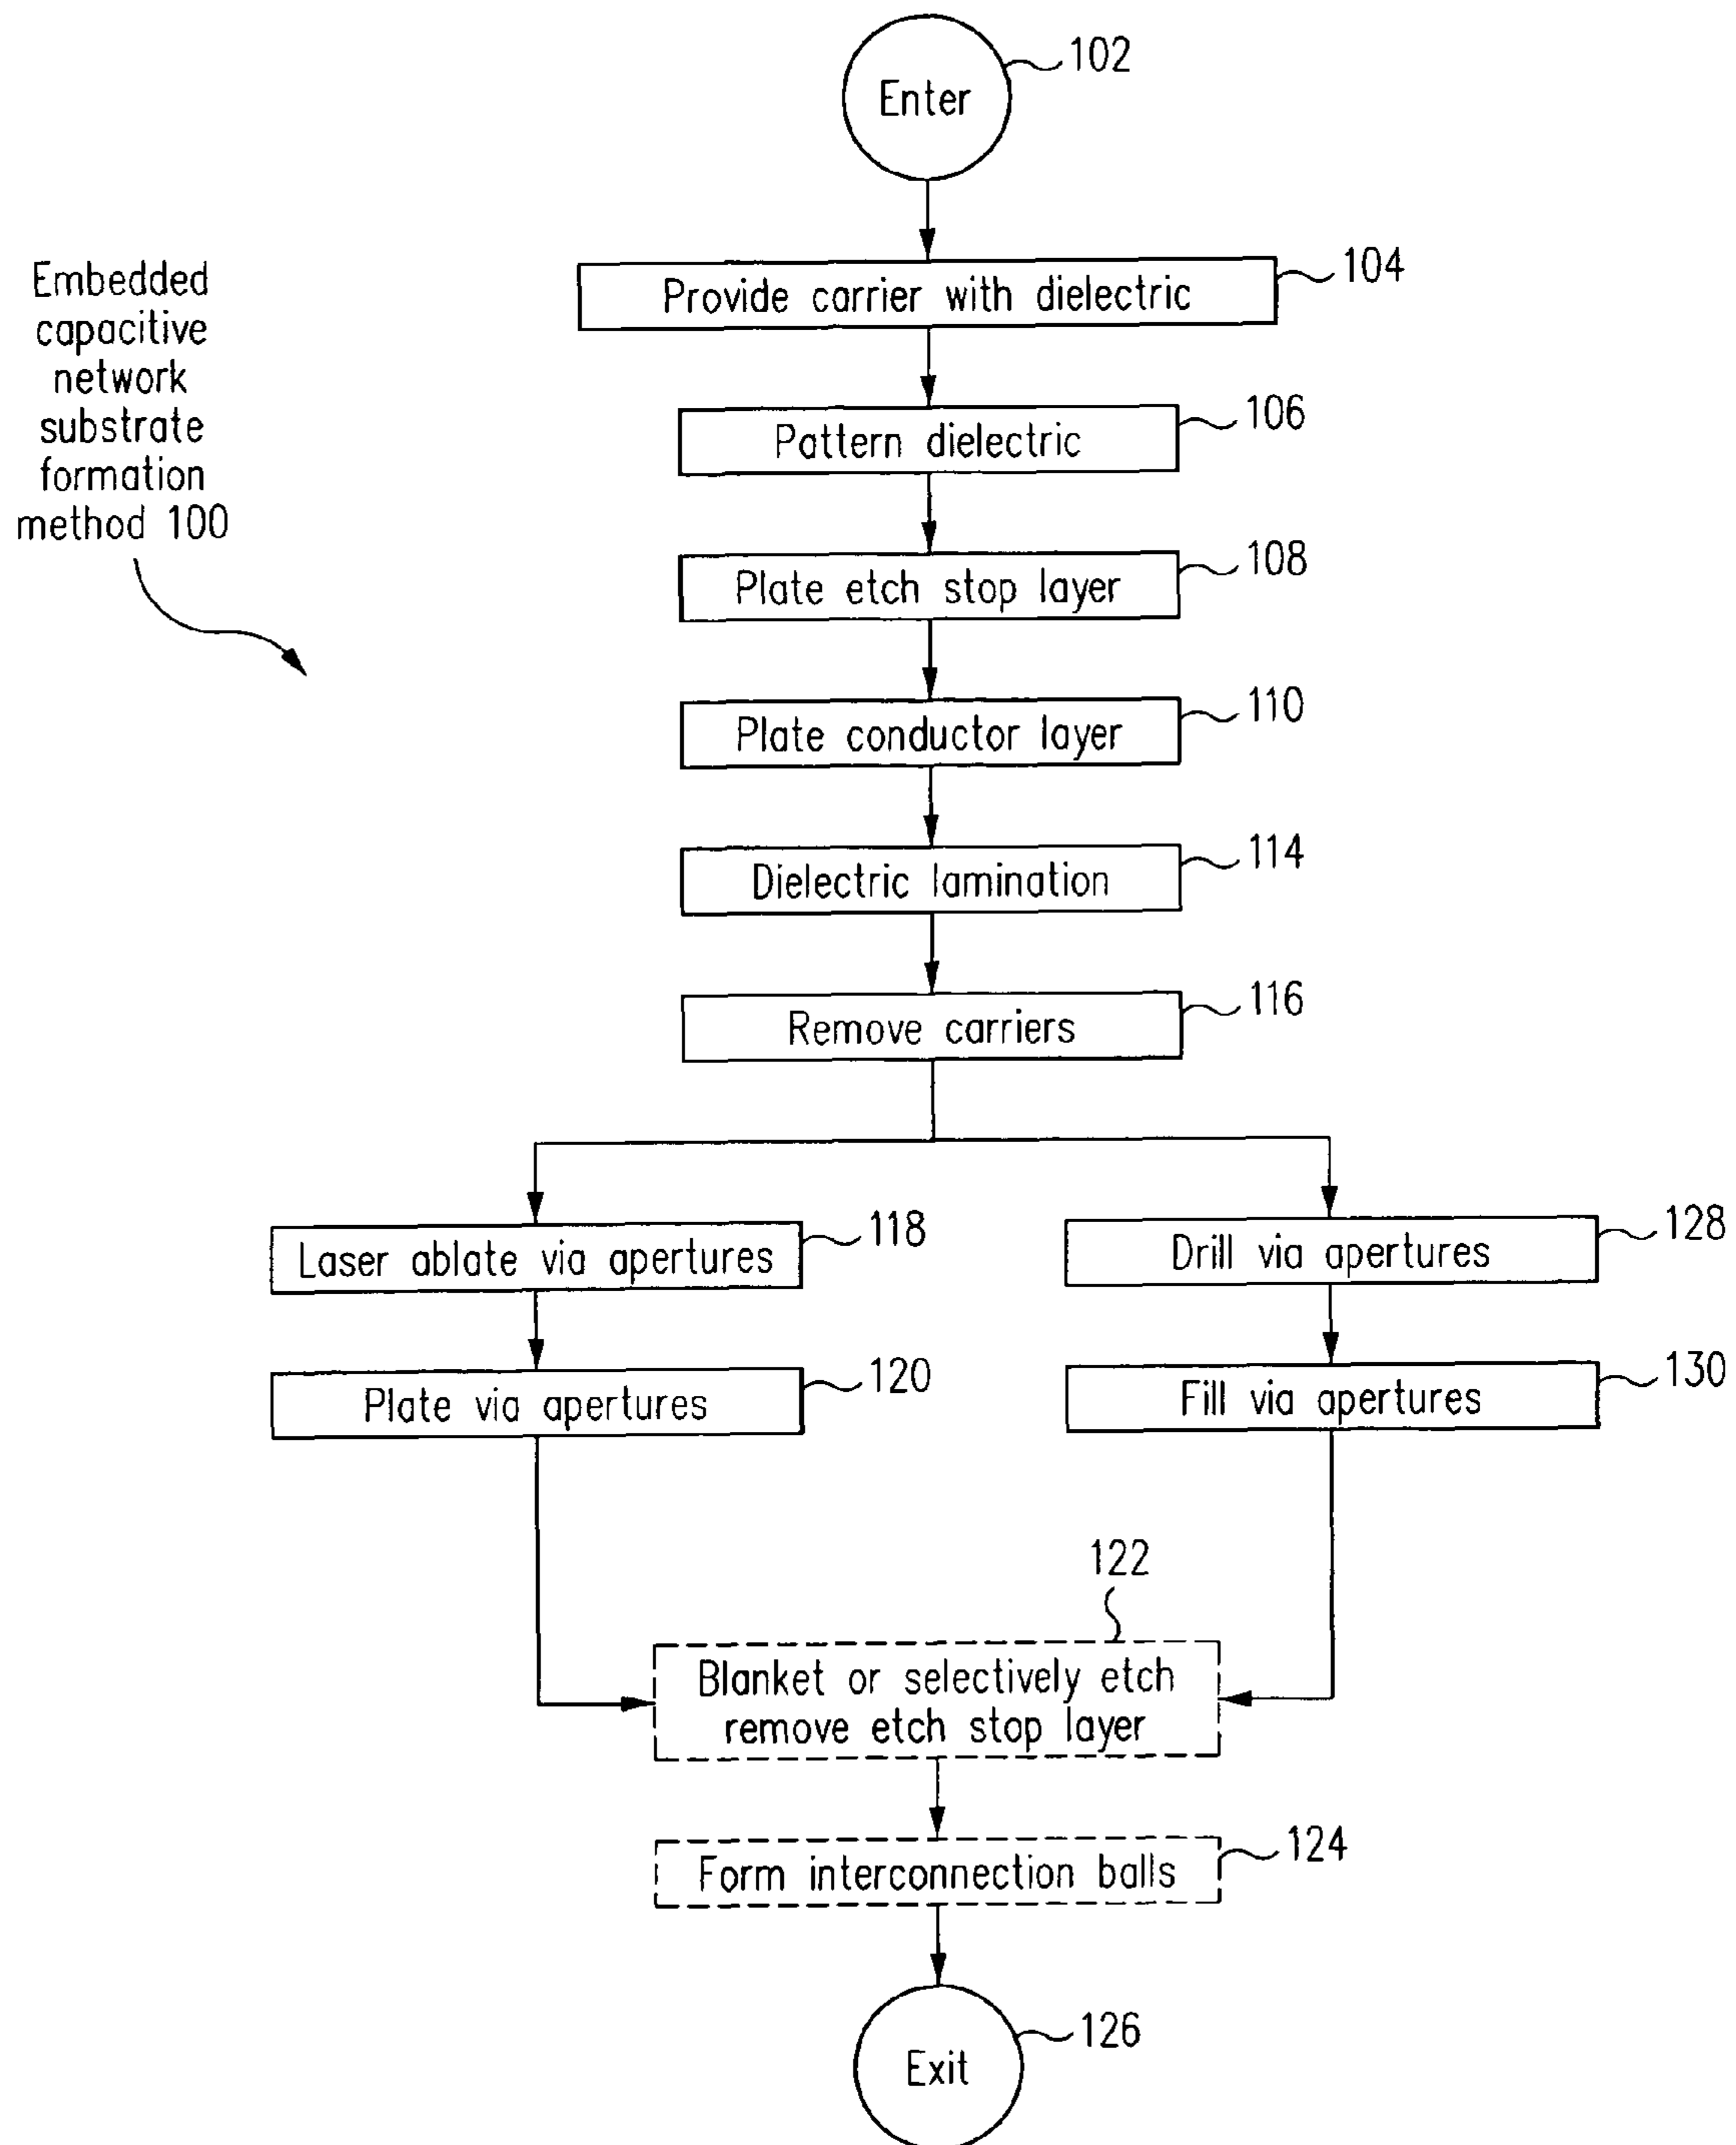 102
Enter
Embedded
capacitive
network
substrate
formation
method 100
104
Provide carrier with dielectric
106
Pattern dielectric
108
Plate etch stop layer
110
Plate conductor layer
114
Dielectric lamination
116
Remove carriers
118
Laser ablate via apertures
128
Drill via apertures
120
Plate via apertures
130
Fill via apertures
122
Blanket or selectively etch
remove etch stop layer
124
Form interconnection balls
126
Exit